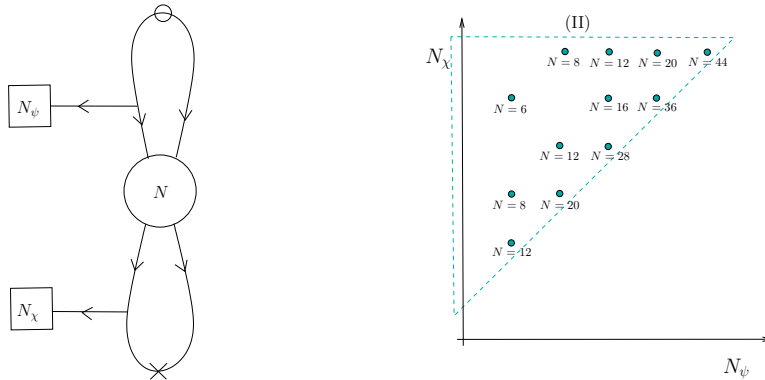 N_ψ
N
N_χ
(II)
N_χ
N = 8 N = 12 N = 20 N = 44
N = 6 N = 16 N = 36
N = 12 N = 28
N = 8 N = 20
N = 12
N_ψ